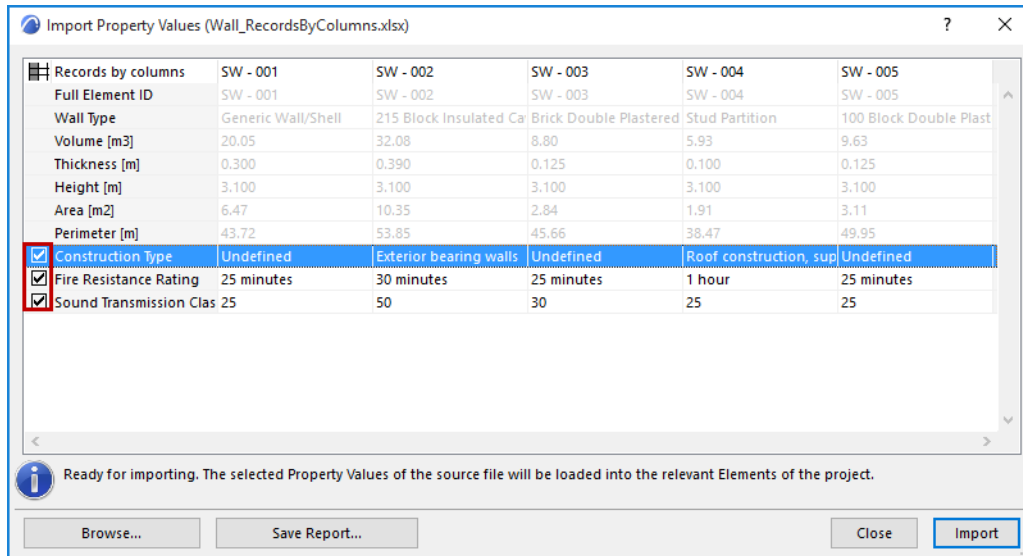 Import Property Values (Wall_RecordsByColumns.xlsx) ? ×
Records by columns SW - 001 SW - 002 SW - 003 SW - 004 SW - 005
Full Element ID SW - 001 SW - 002 SW - 003 SW - 004 SW - 005
Wall Type Generic Wall/Shell 215 Block Insulated Ca Brick Double Plastered Stud Partition 100 Block Double Plast
Volume [m3] 20.05 32.08 8.80 5.93 9.63
Thickness [m] 0.300 0.390 0.125 0.100 0.125
Height [m] 3.100 3.100 3.100 3.100 3.100
Area [m2] 6.47 10.35 2.84 1.91 3.11
Perimeter [m] 43.72 53.85 45.66 38.47 49.95
Construction Type Undefined Exterior bearing walls Undefined Roof construction, sup Undefined
Fire Resistance Rating 25 minutes 30 minutes 25 minutes 1 hour 25 minutes
Sound Transmission Clas 25 50 30 25 25
Ready for importing. The selected Property Values of the source file will be loaded into the relevant Elements of the project.
Browse... Save Report... Close Import